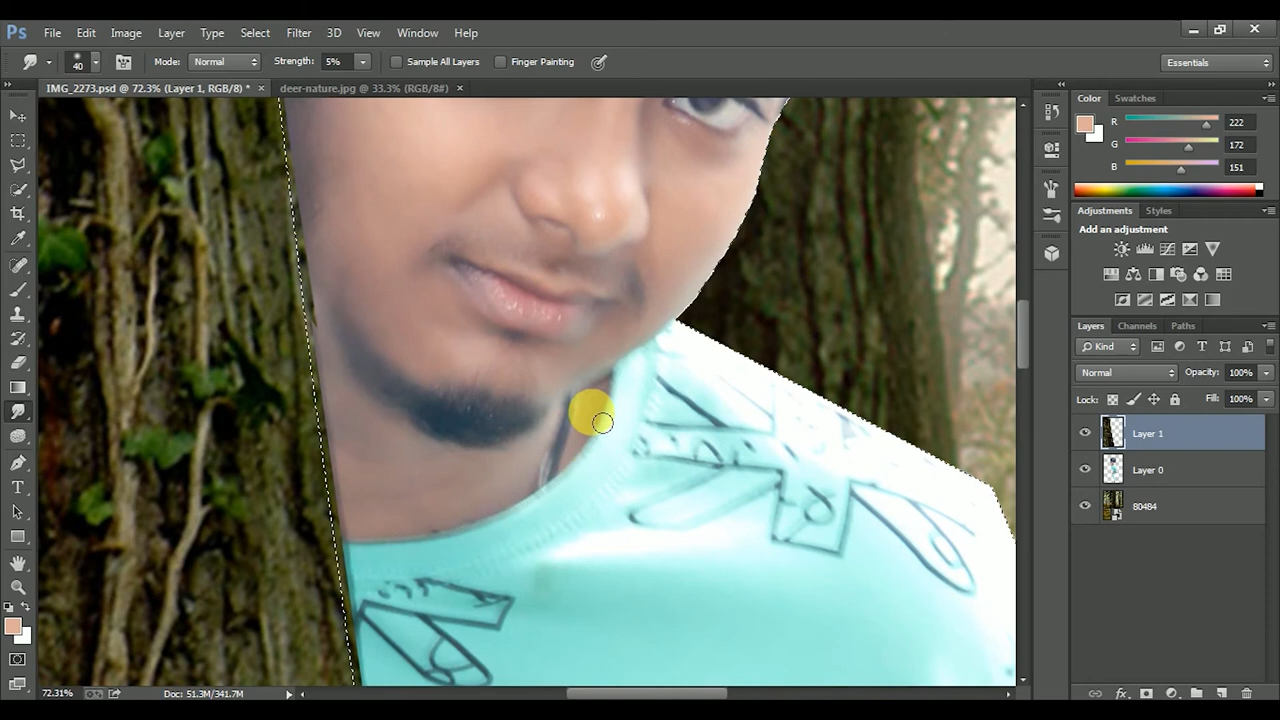 Ps File Edit Image Layer Type Select Filter 3D View Window Help
40 Mode: Normal Strength: 5% Sample All Layers Finger Painting Essentials
IMG_2273.psd @ 72.3% (Layer 1, RGB/8) * × deer-nature.jpg @ 33.3% (RGB/8#) ×
Color Swatches
R 222
G 172
B 151
Adjustments Styles
Add an adjustment
Layers Channels Paths
Kind
Normal Opacity: 100%
Lock: Fill: 100%
Layer 1
Layer 0
80484
72.31% Doc: 51.3M/341.7M